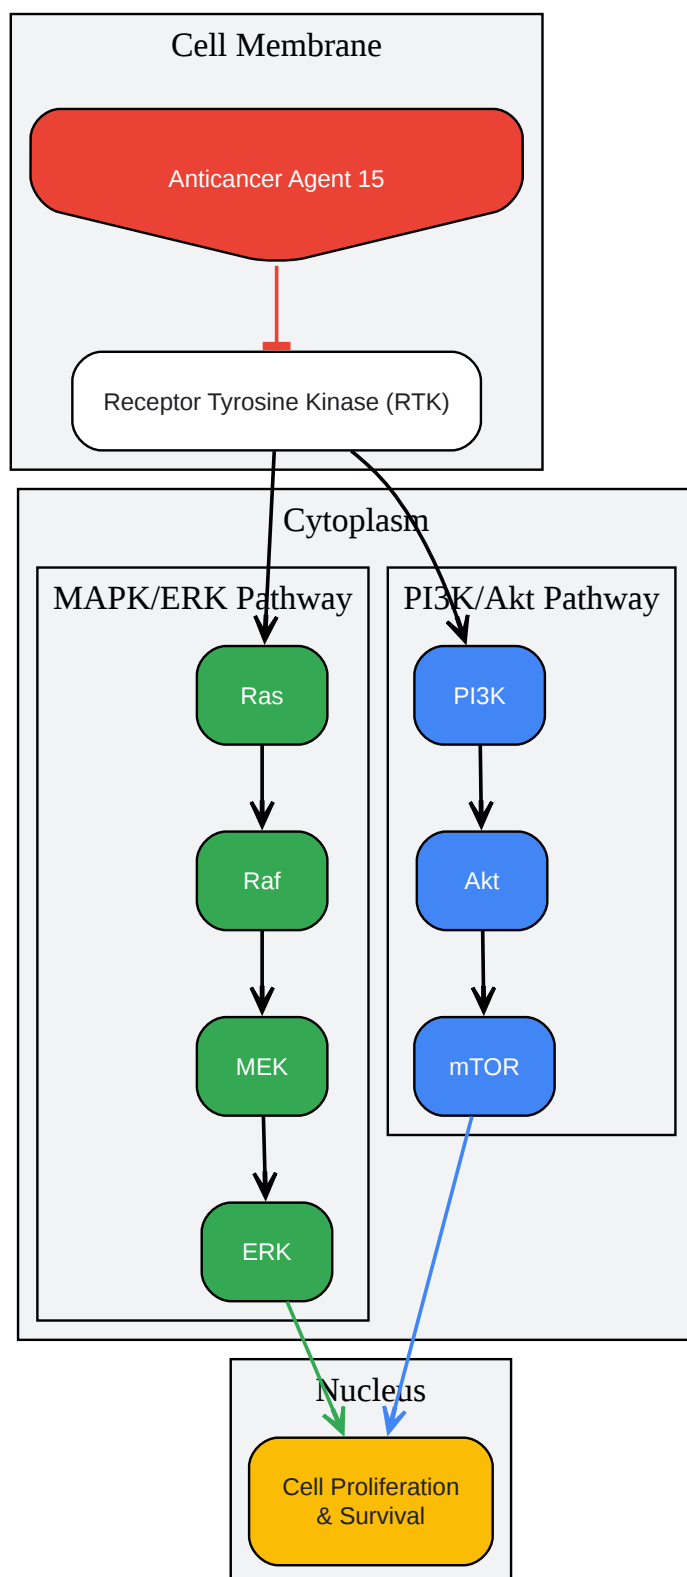 Cell Membrane
Anticancer Agent 15
Receptor Tyrosine Kinase (RTK)
Cytoplasm
MAPK/ERK Pathway
PI3K/Akt Pathway
Ras
PI3K
Raf
Akt
MEK
mTOR
ERK
Nucleus
Cell Proliferation
& Survival